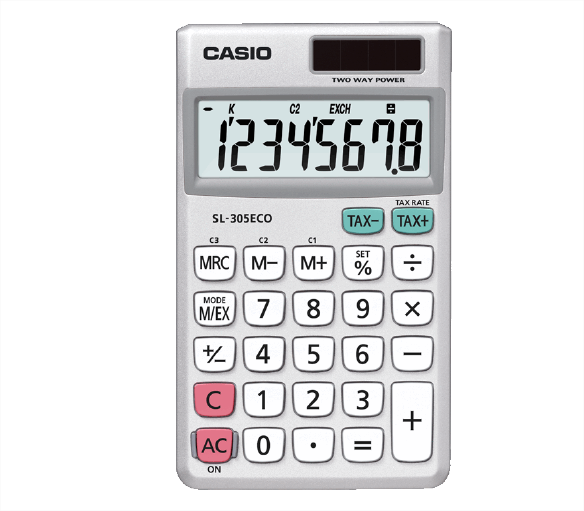 CASIO
TWO WAY POWER
- K C2 EXCH ÷
1'234'567.8
SL-305ECO
TAX RATE
TAX− TAX+
C3 C2 C1
MRC M− M+ SET % ÷
MODE M/EX 7 8 9 ×
+/− 4 5 6 −
C 1 2 3
+
AC 0 · =
ON